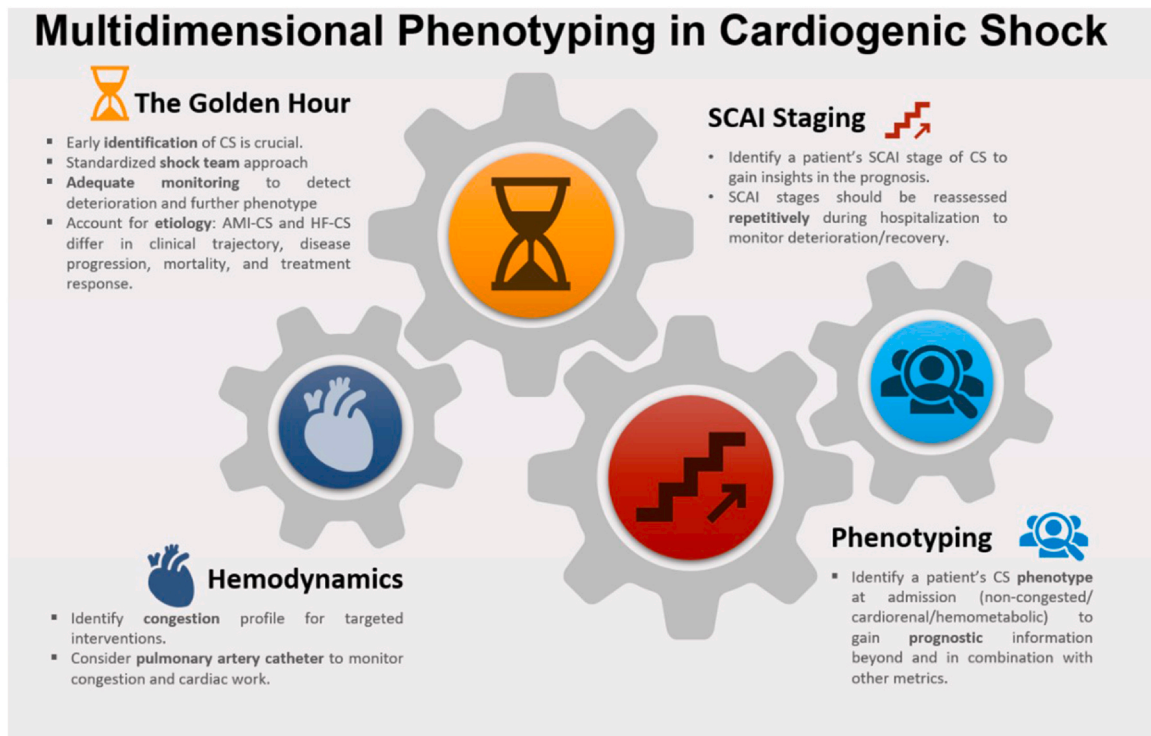 Multidimensional Phenotyping in Cardiogenic Shock
The Golden Hour
▪ Early identification of CS is crucial.
▪ Standardized shock team approach
▪ Adequate monitoring to detect
deterioration and further phenotype
▪ Account for etiology: AMI-CS and HF-CS
differ in clinical trajectory, disease
progression, mortality, and treatment
response.
SCAI Staging
• Identify a patient's SCAI stage of CS to
gain insights in the prognosis.
• SCAI stages should be reassessed
repetitively during hospitalization to
monitor deterioration/recovery.
Hemodynamics
▪ Identify congestion profile for targeted
interventions.
▪ Consider pulmonary artery catheter to monitor
congestion and cardiac work.
Phenotyping
▪ Identify a patient's CS phenotype
at admission (non-congested/
cardiorenal/hemometabolic) to
gain prognostic information
beyond and in combination with
other metrics.